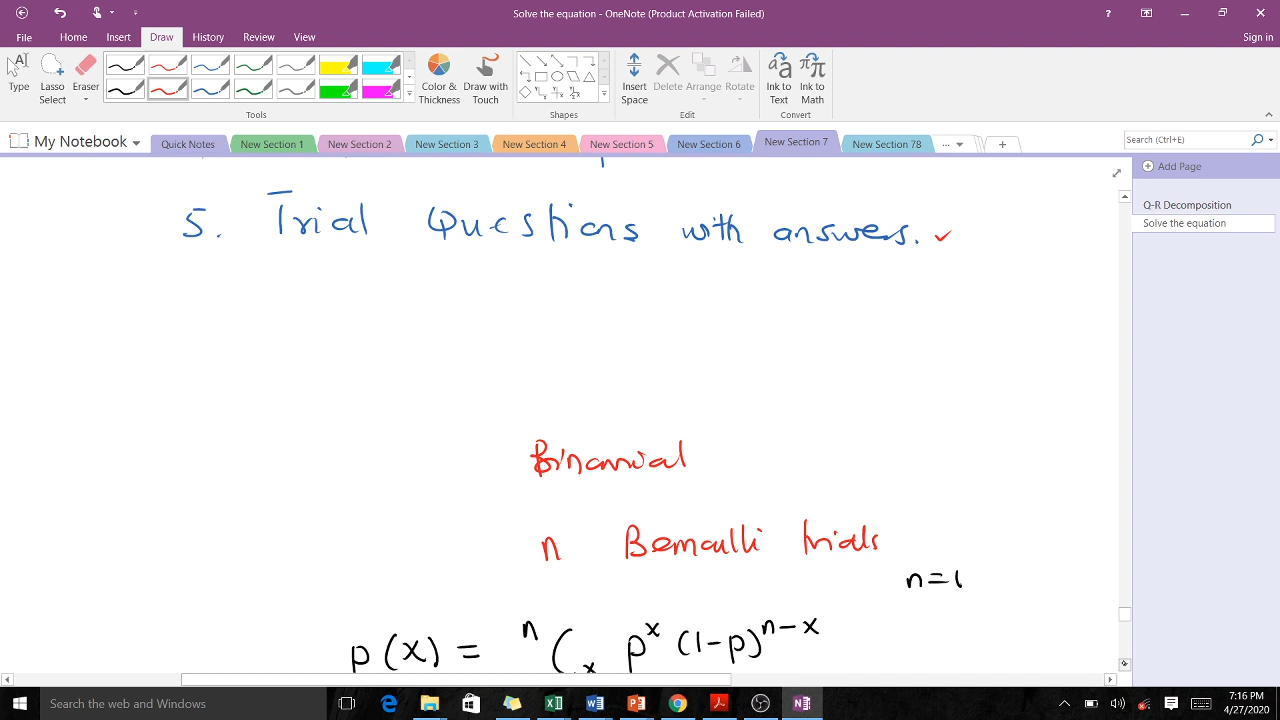 Solve the equation - OneNote (Product Activation Failed)
File Home Insert Draw History Review View Sign in
Type Lasso Select Eraser Color & Thickness Draw with Touch Insert Space Delete Arrange Rotate Ink to Text Ink to Math
Tools Shapes Edit Convert
My Notebook Quick Notes New Section 1 New Section 2 New Section 3 New Section 4 New Section 5 New Section 6 New Section 7 New Section 78 ... + Search (Ctrl+E)
Add Page
Q-R Decomposition
Solve the equation
5. Trial Questions with answers. ✓
Binomial
n Bernoulli trials
n=1
p(x) = ⁿCₓ pˣ (1-p)ⁿ⁻ˣ
Search the web and Windows
7:16 PM
4/27/2020